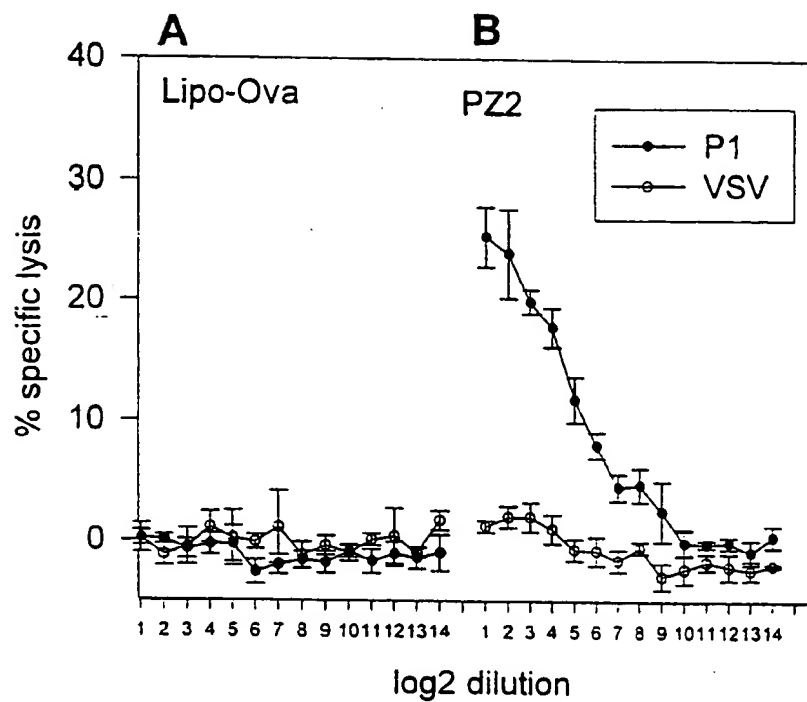 A B
40
Lipo-Ova PZ2
P1
VSV
30
20
10
0
% specific lysis
1 2 3 4 5 6 7 8 9 10 11 12 13 14 1 2 3 4 5 6 7 8 9 10 11 12 13 14
log2 dilution